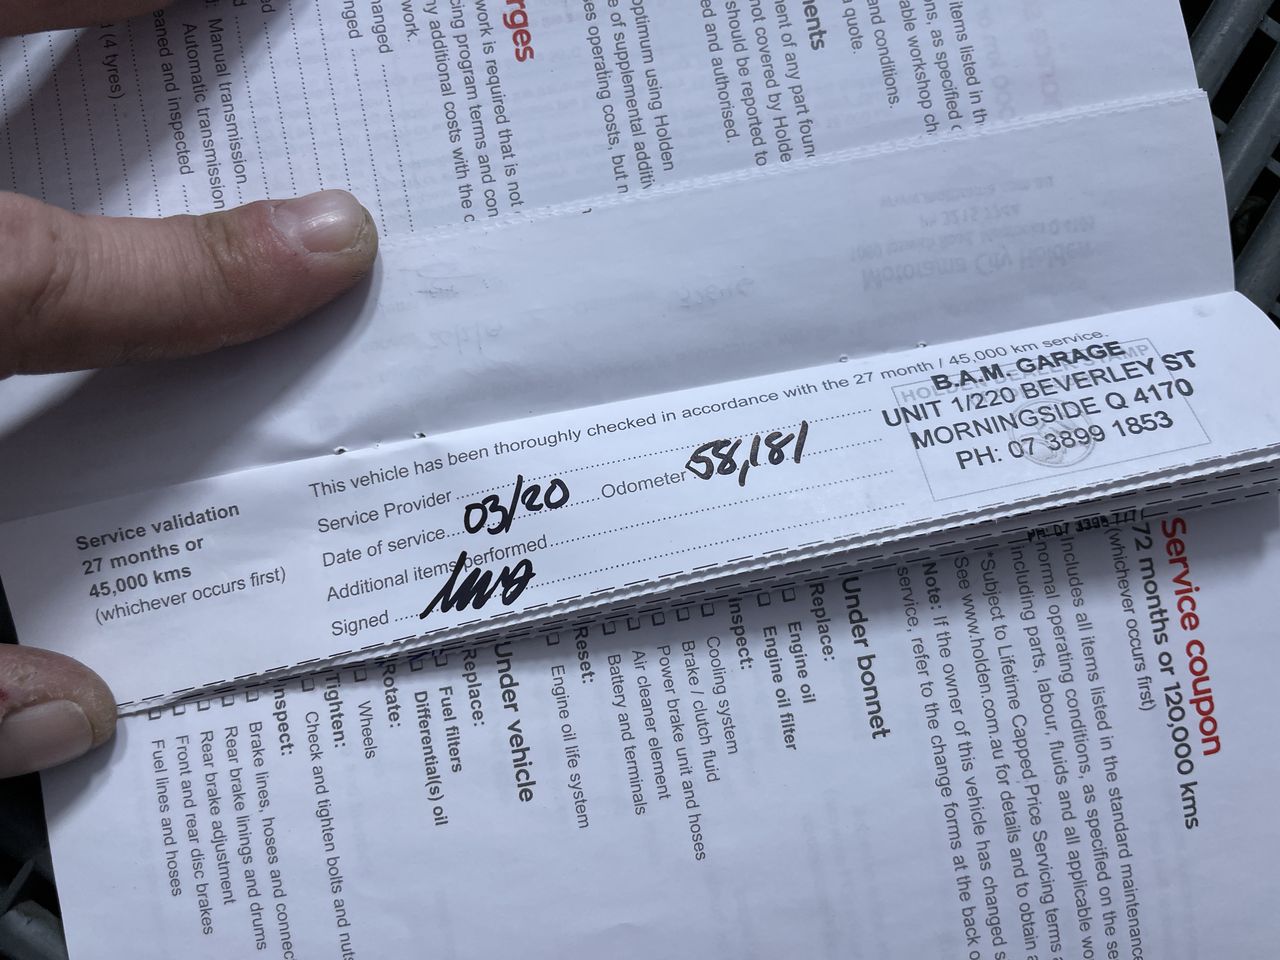 rges
work is required that is not
cing program terms and con
ny additional costs with the c
work.
hanged
nged
: Manual transmission
Automatic transmission
eaned and inspected
(4 tyres)
items listed in th
ons, as specified
able workshop ch
and conditions.
a quote.
ments
ment of any part foun
not covered by Holde
should be reported to
ed and authorised.
optimum using Holden
e of supplemental additiv
es operating costs, but n
Service validation
27 months or
45,000 kms
(whichever occurs first)
This vehicle has been thoroughly checked in accordance with the 27 month / 45,000 km service.
Service Provider
Date of service 03/20 Odometer 58,181
Additional items performed
Signed
B.A.M. GARAGE
UNIT 1/220 BEVERLEY ST
MORNINGSIDE Q 4170
PH: 07 3899 1853
Service coupon
72 months or 120,000 kms
(whichever occurs first)
Includes all items listed in the standard maintenance
normal operating conditions, as specified on the se
including parts, labour, fluids and all applicable wo
*Subject to Lifetime Capped Price Servicing terms a
See www.holden.com.au for details and to obtain a
Note: If the owner of this vehicle has changed s
service, refer to the change forms at the back o
Under bonnet
Replace:
Engine oil
Engine oil filter
Inspect:
Cooling system
Brake / clutch fluid
Power brake unit and hoses
Air cleaner element
Battery and terminals
Reset:
Engine oil life system
Under vehicle
Replace:
Fuel filters
Differential(s) oil
Rotate:
Wheels
Tighten:
Check and tighten bolts and nuts
Inspect:
Brake lines, hoses and connec
Rear brake linings and drums
Rear brake adjustment
Front and rear disc brakes
Fuel lines and hoses